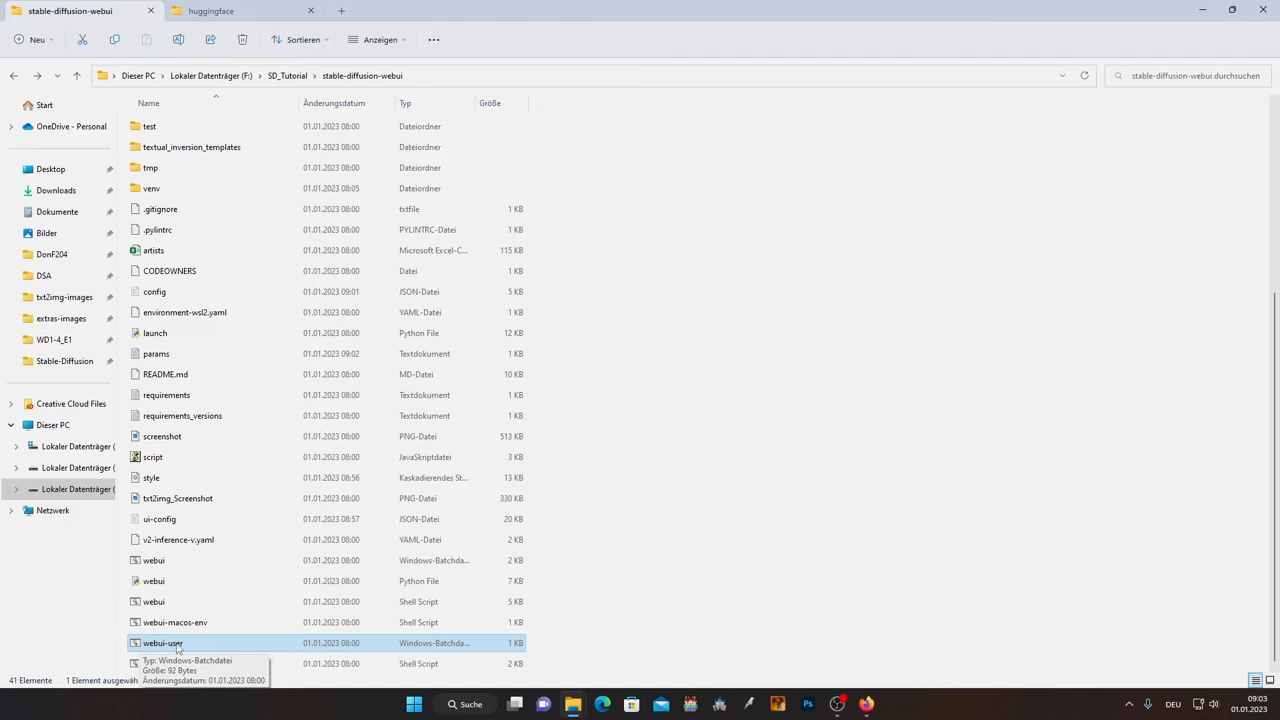 stable-diffusion-webui
huggingface
Neu
Sortieren
Anzeigen
Dieser PC
Lokaler Datenträger (F:)
SD_Tutorial
stable-diffusion-webui
stable-diffusion-webui durchsuchen
Name
Änderungsdatum
Typ
Größe
Start
OneDrive - Personal
Desktop
Downloads
Dokumente
Bilder
DonF204
DSA
txt2img-images
extras-images
WD1-4_E1
Stable-Diffusion
Creative Cloud Files
Dieser PC
Lokaler Datenträger (
Lokaler Datenträger (
Lokaler Datenträger (
Netzwerk
test 01.01.2023 08:00 Dateiordner
textual_inversion_templates 01.01.2023 08:00 Dateiordner
tmp 01.01.2023 08:00 Dateiordner
venv 01.01.2023 08:05 Dateiordner
.gitignore 01.01.2023 08:00 txtfile 1 KB
.pylintrc 01.01.2023 08:00 PYLINTRC-Datei 1 KB
artists 01.01.2023 08:00 Microsoft Excel-C... 115 KB
CODEOWNERS 01.01.2023 08:00 Datei 1 KB
config 01.01.2023 09:01 JSON-Datei 5 KB
environment-wsl2.yaml 01.01.2023 08:00 YAML-Datei 1 KB
launch 01.01.2023 08:00 Python File 12 KB
params 01.01.2023 09:02 Textdokument 1 KB
README.md 01.01.2023 08:00 MD-Datei 10 KB
requirements 01.01.2023 08:00 Textdokument 1 KB
requirements_versions 01.01.2023 08:00 Textdokument 1 KB
screenshot 01.01.2023 08:00 PNG-Datei 513 KB
script 01.01.2023 08:00 JavaSkriptdatei 3 KB
style 01.01.2023 08:56 Kaskadierendes St... 13 KB
txt2img_Screenshot 01.01.2023 08:00 PNG-Datei 330 KB
ui-config 01.01.2023 08:57 JSON-Datei 20 KB
v2-inference-v.yaml 01.01.2023 08:00 YAML-Datei 2 KB
webui 01.01.2023 08:00 Windows-Batchda... 2 KB
webui 01.01.2023 08:00 Python File 7 KB
webui 01.01.2023 08:00 Shell Script 5 KB
webui-macos-env 01.01.2023 08:00 Shell Script 1 KB
webui-user 01.01.2023 08:00 Windows-Batchda... 1 KB
01.01.2023 08:00 Shell Script 2 KB
Typ: Windows-Batchdatei
Größe: 92 Bytes
Änderungsdatum: 01.01.2023 08:00
41 Elemente
1 Element ausgewäh
Suche
DEU
09:03
01.01.2023